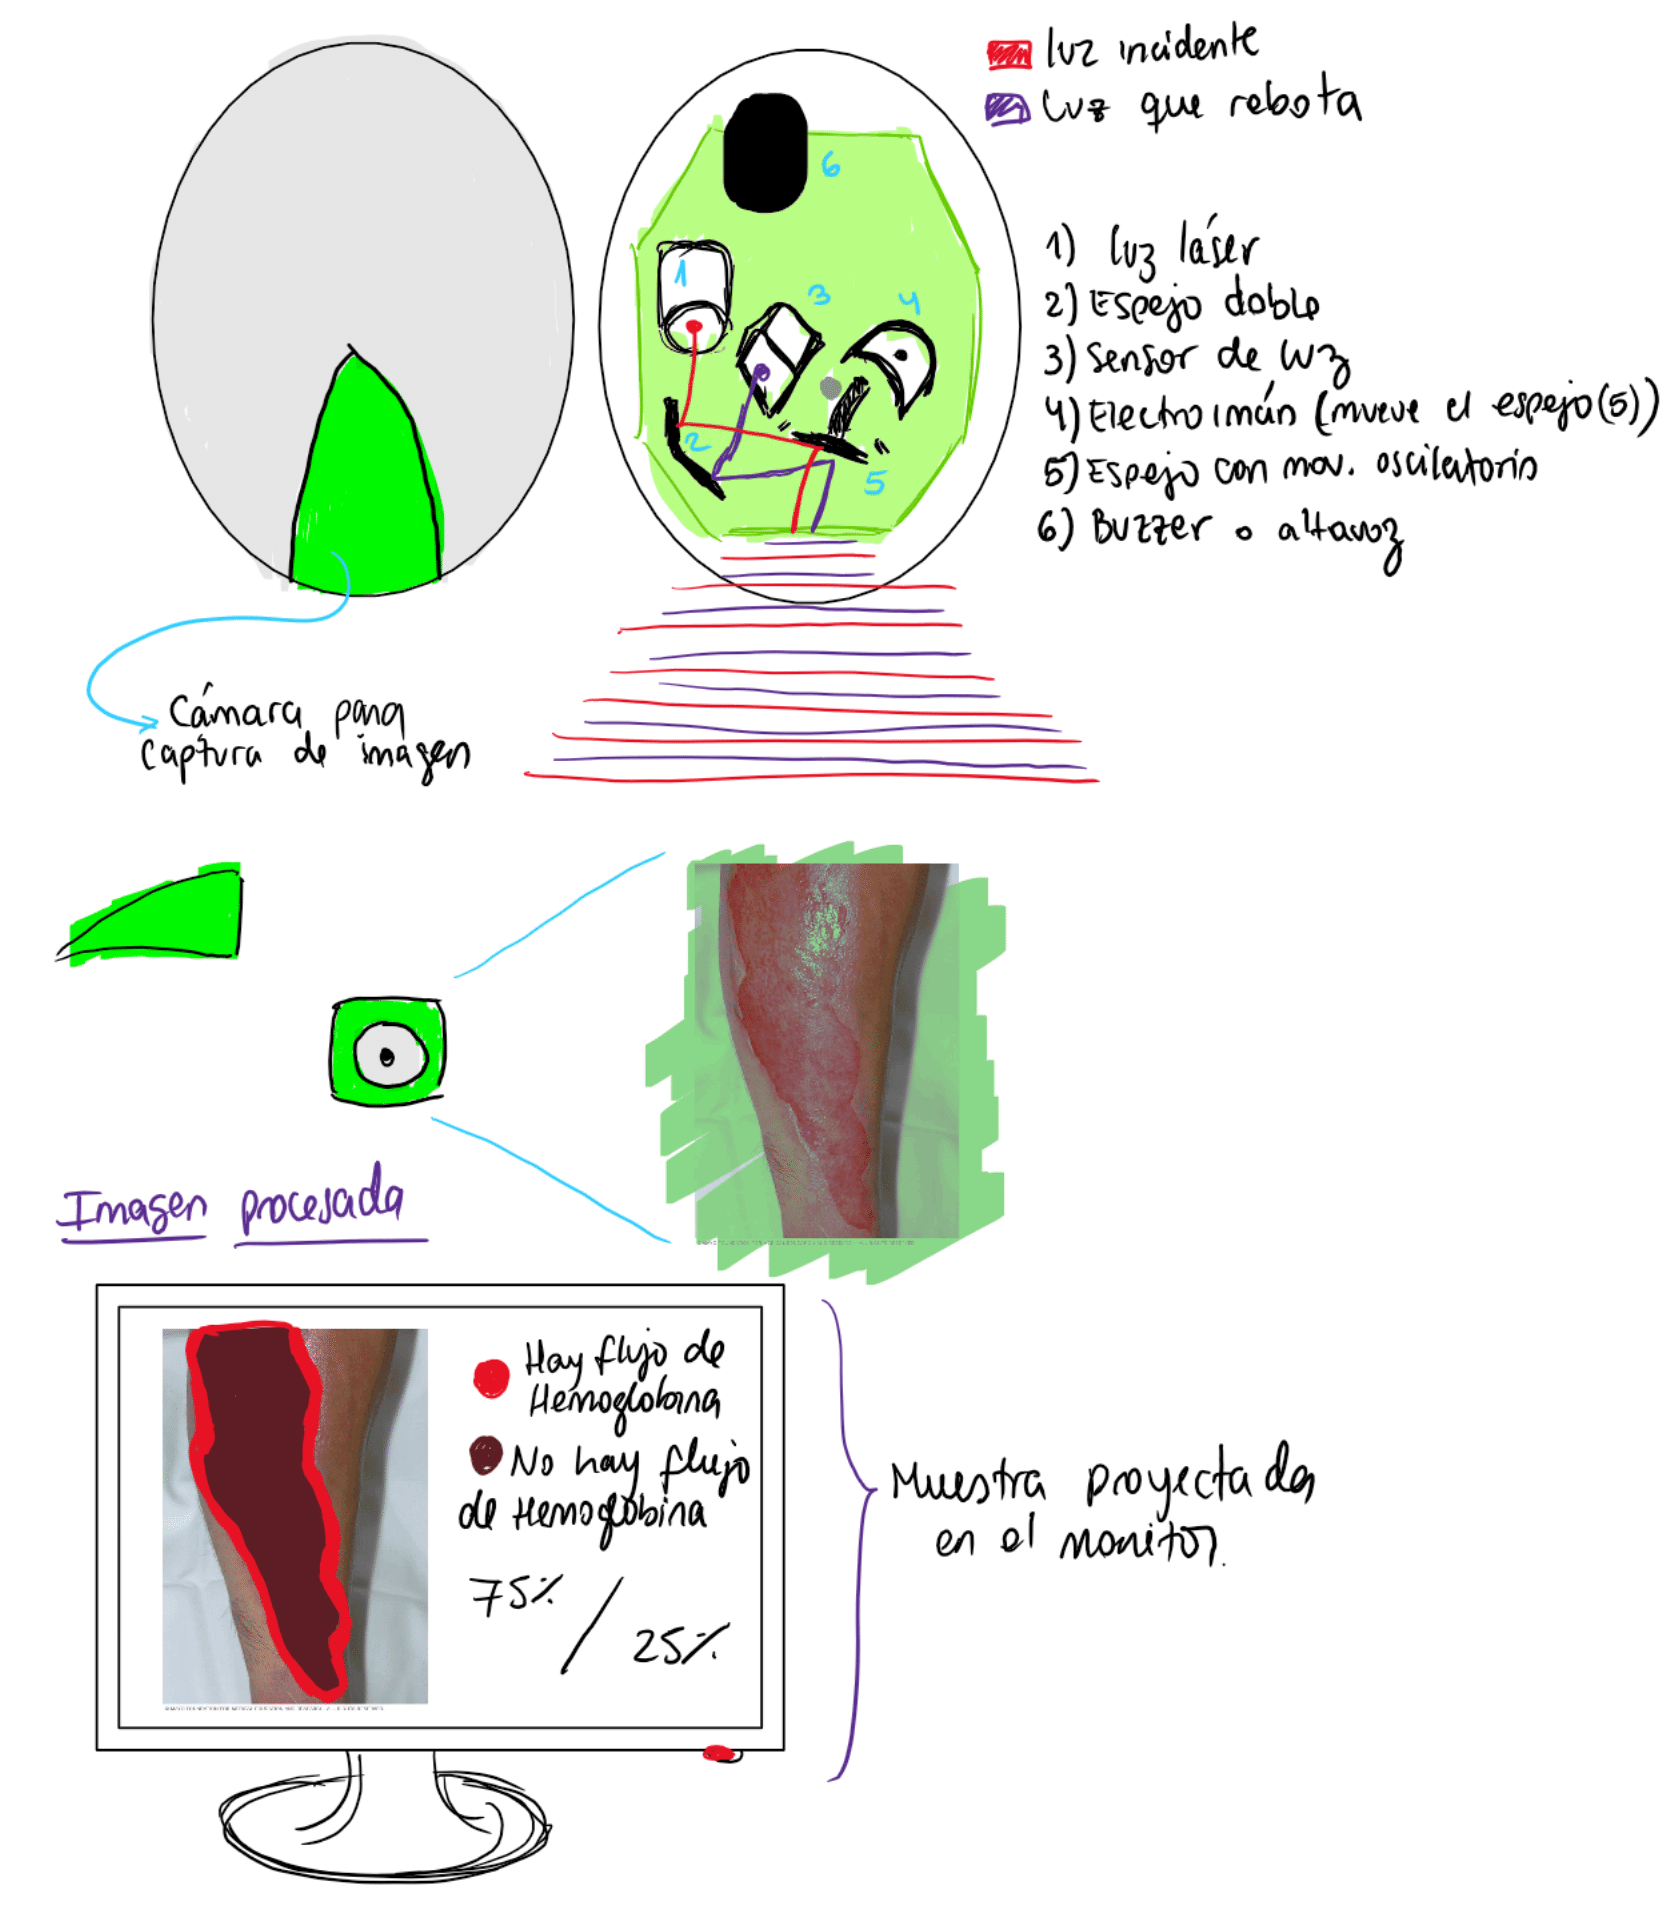 luz incidente
luz que rebota
1) luz láser
2) Espejo doble
3) Sensor de luz
4) Electroimán (mueve el espejo(5))
5) Espejo con mov. oscilatorio
6) Buzzer o altavoz
6
1
3
4
2
5
Cámara para
captura de imagen
Imagen procesada
Hay flujo de
Hemoglobina
No hay flujo
de Hemoglobina
75% /
25%
Muestra proyectada
en el monitor.